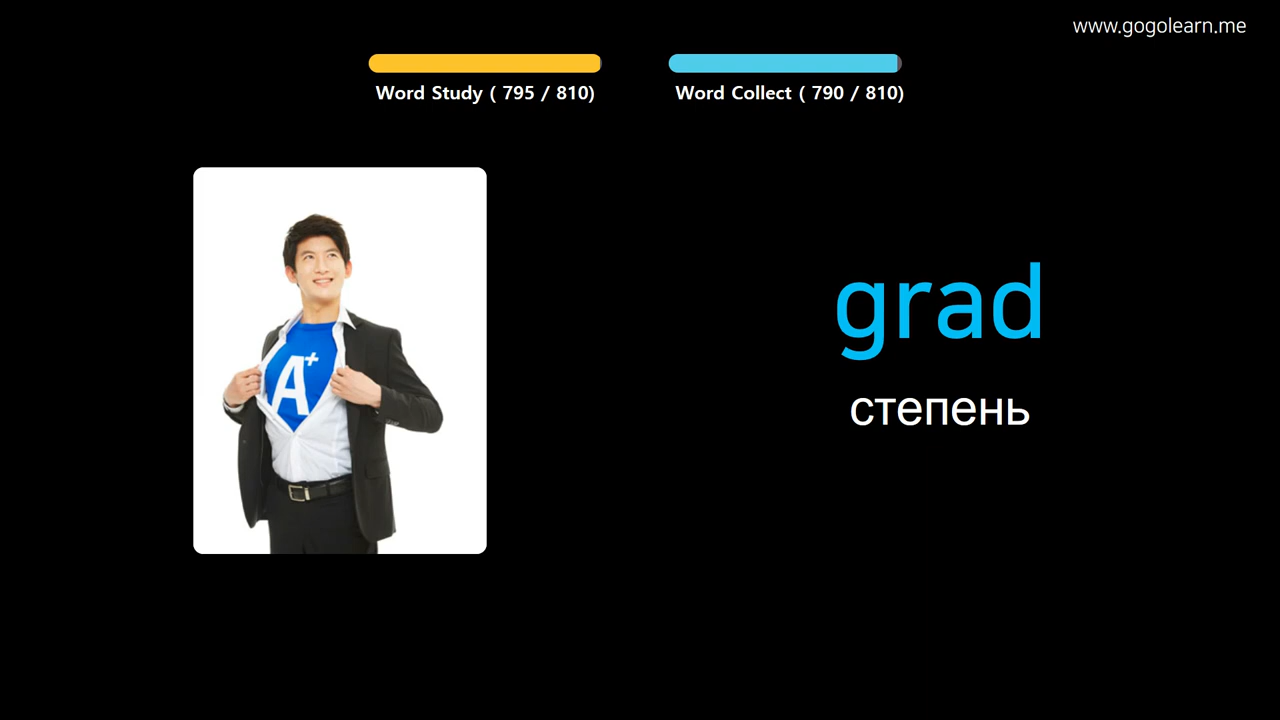 www.gogolearn.me
Word Study ( 795 / 810)
Word Collect ( 790 / 810)
A+
grad
степень